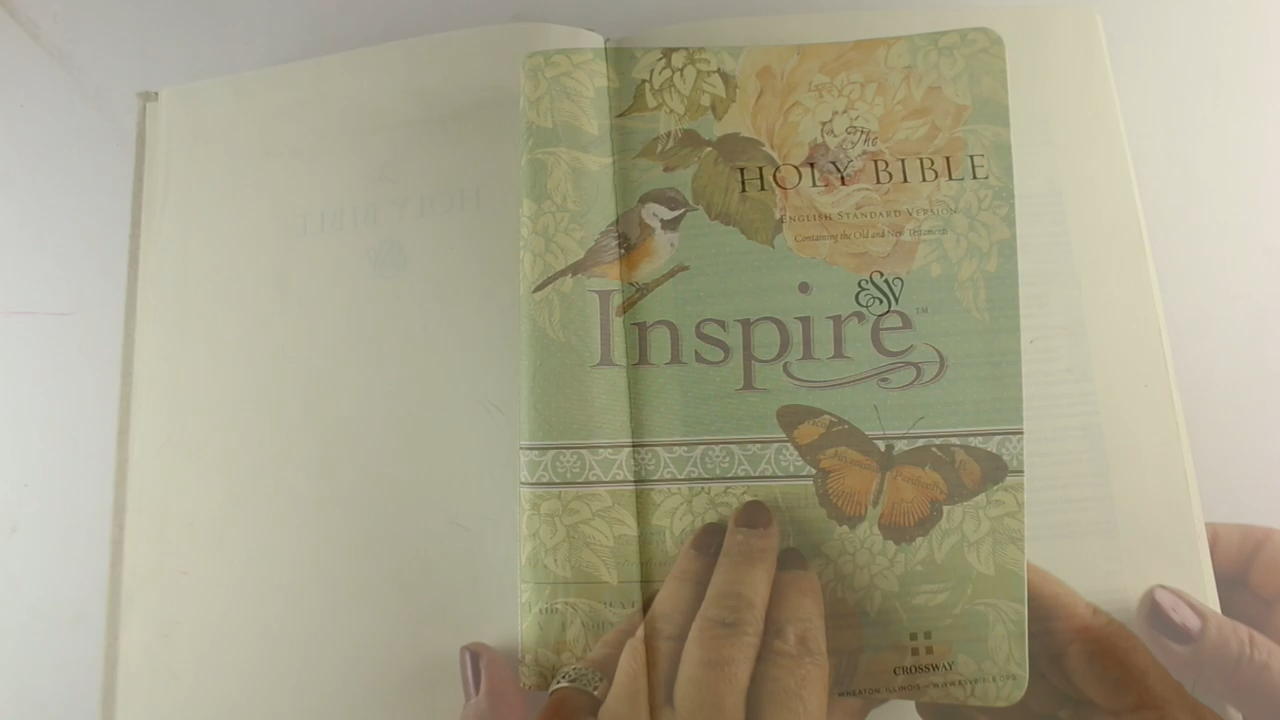 The
HOLY BIBLE
ENGLISH STANDARD VERSION
Containing the Old and New Testaments
ESV
Inspire™
CROSSWAY
WHEATON, ILLINOIS — WWW.ESVBIBLE.ORG